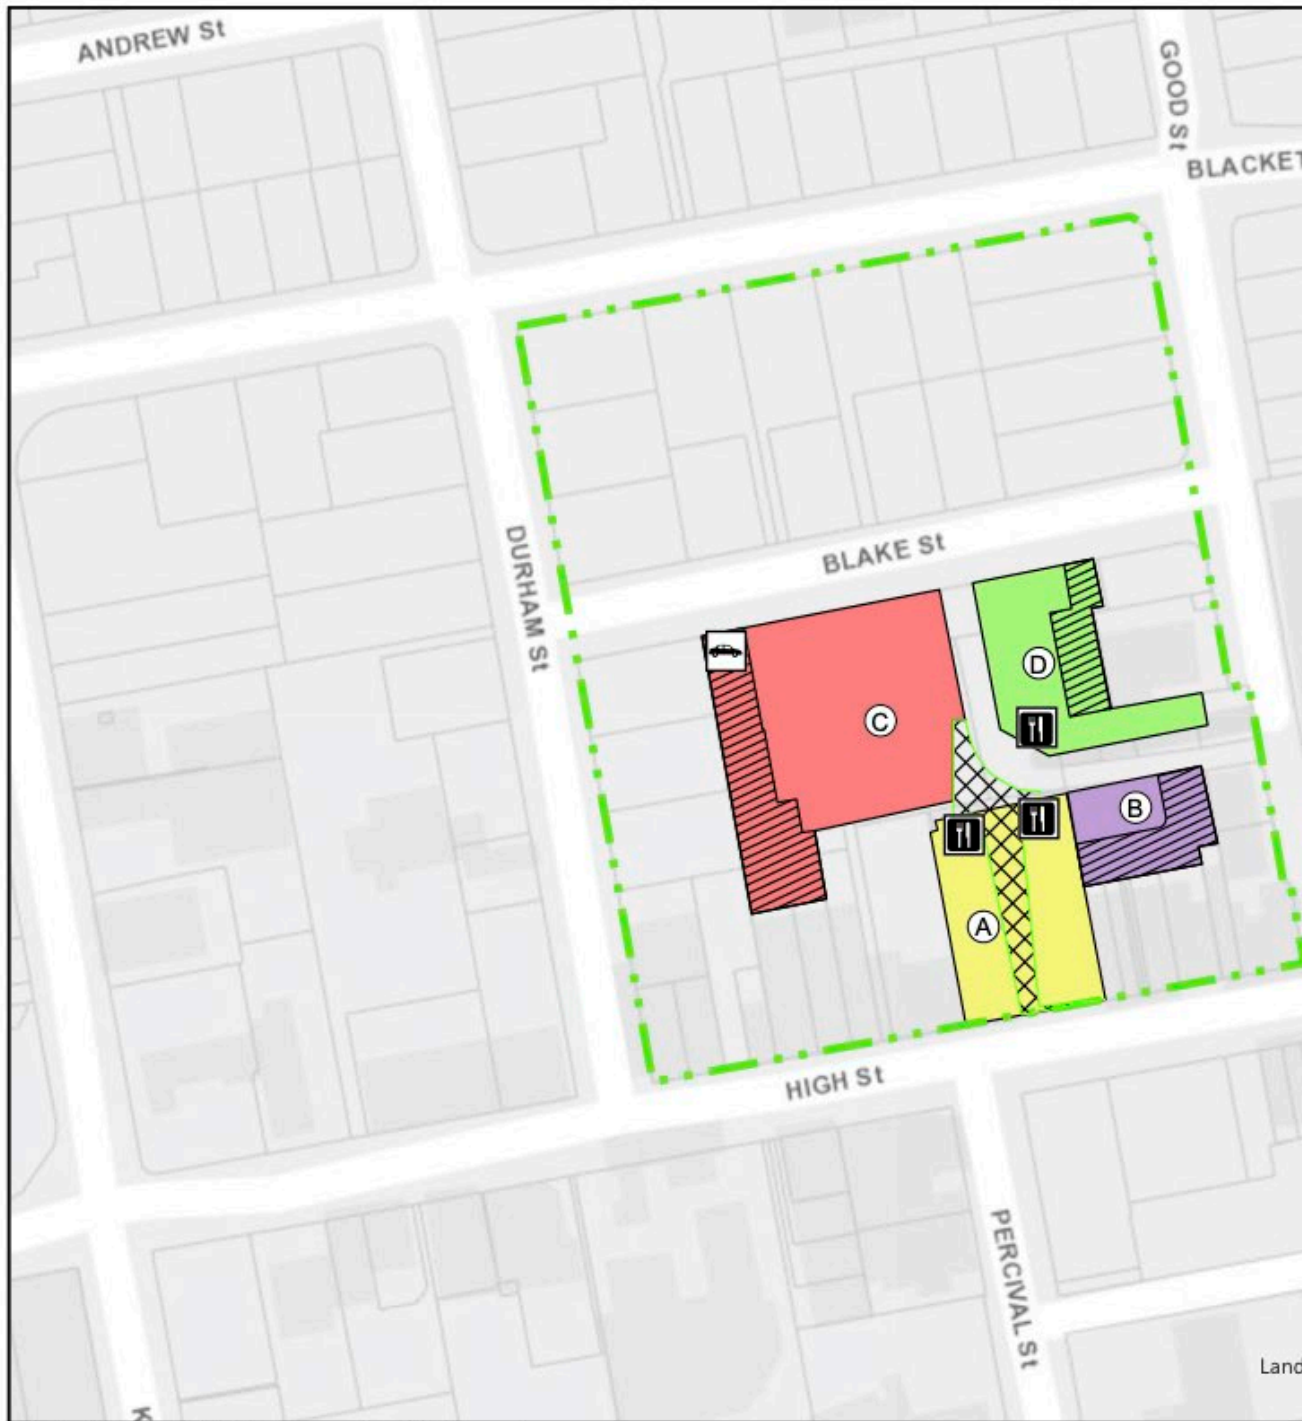 ANDREW St
GOOD St
BLACKET
DURHAM St
BLAKE St
D
C
B
A
HIGH St
PERCIVAL St
Land
K